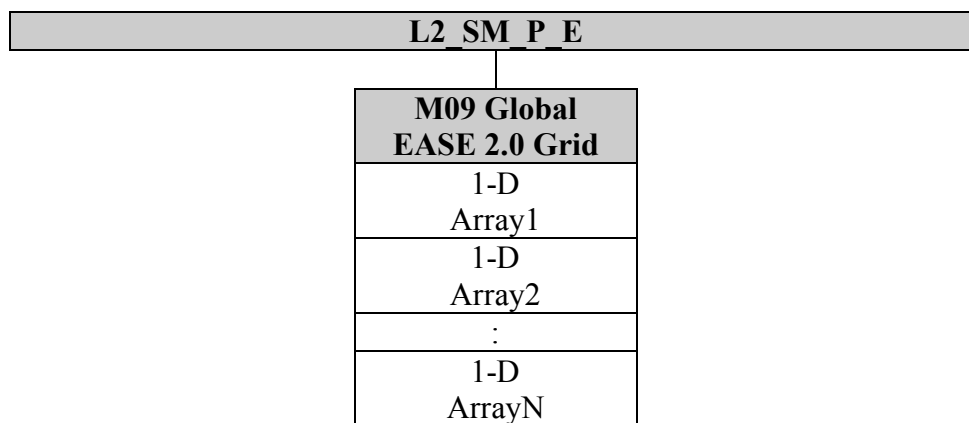 L2_SM_P_E
M09 Global
EASE 2.0 Grid
1-D
Array1
1-D
Array2
:
1-D
ArrayN